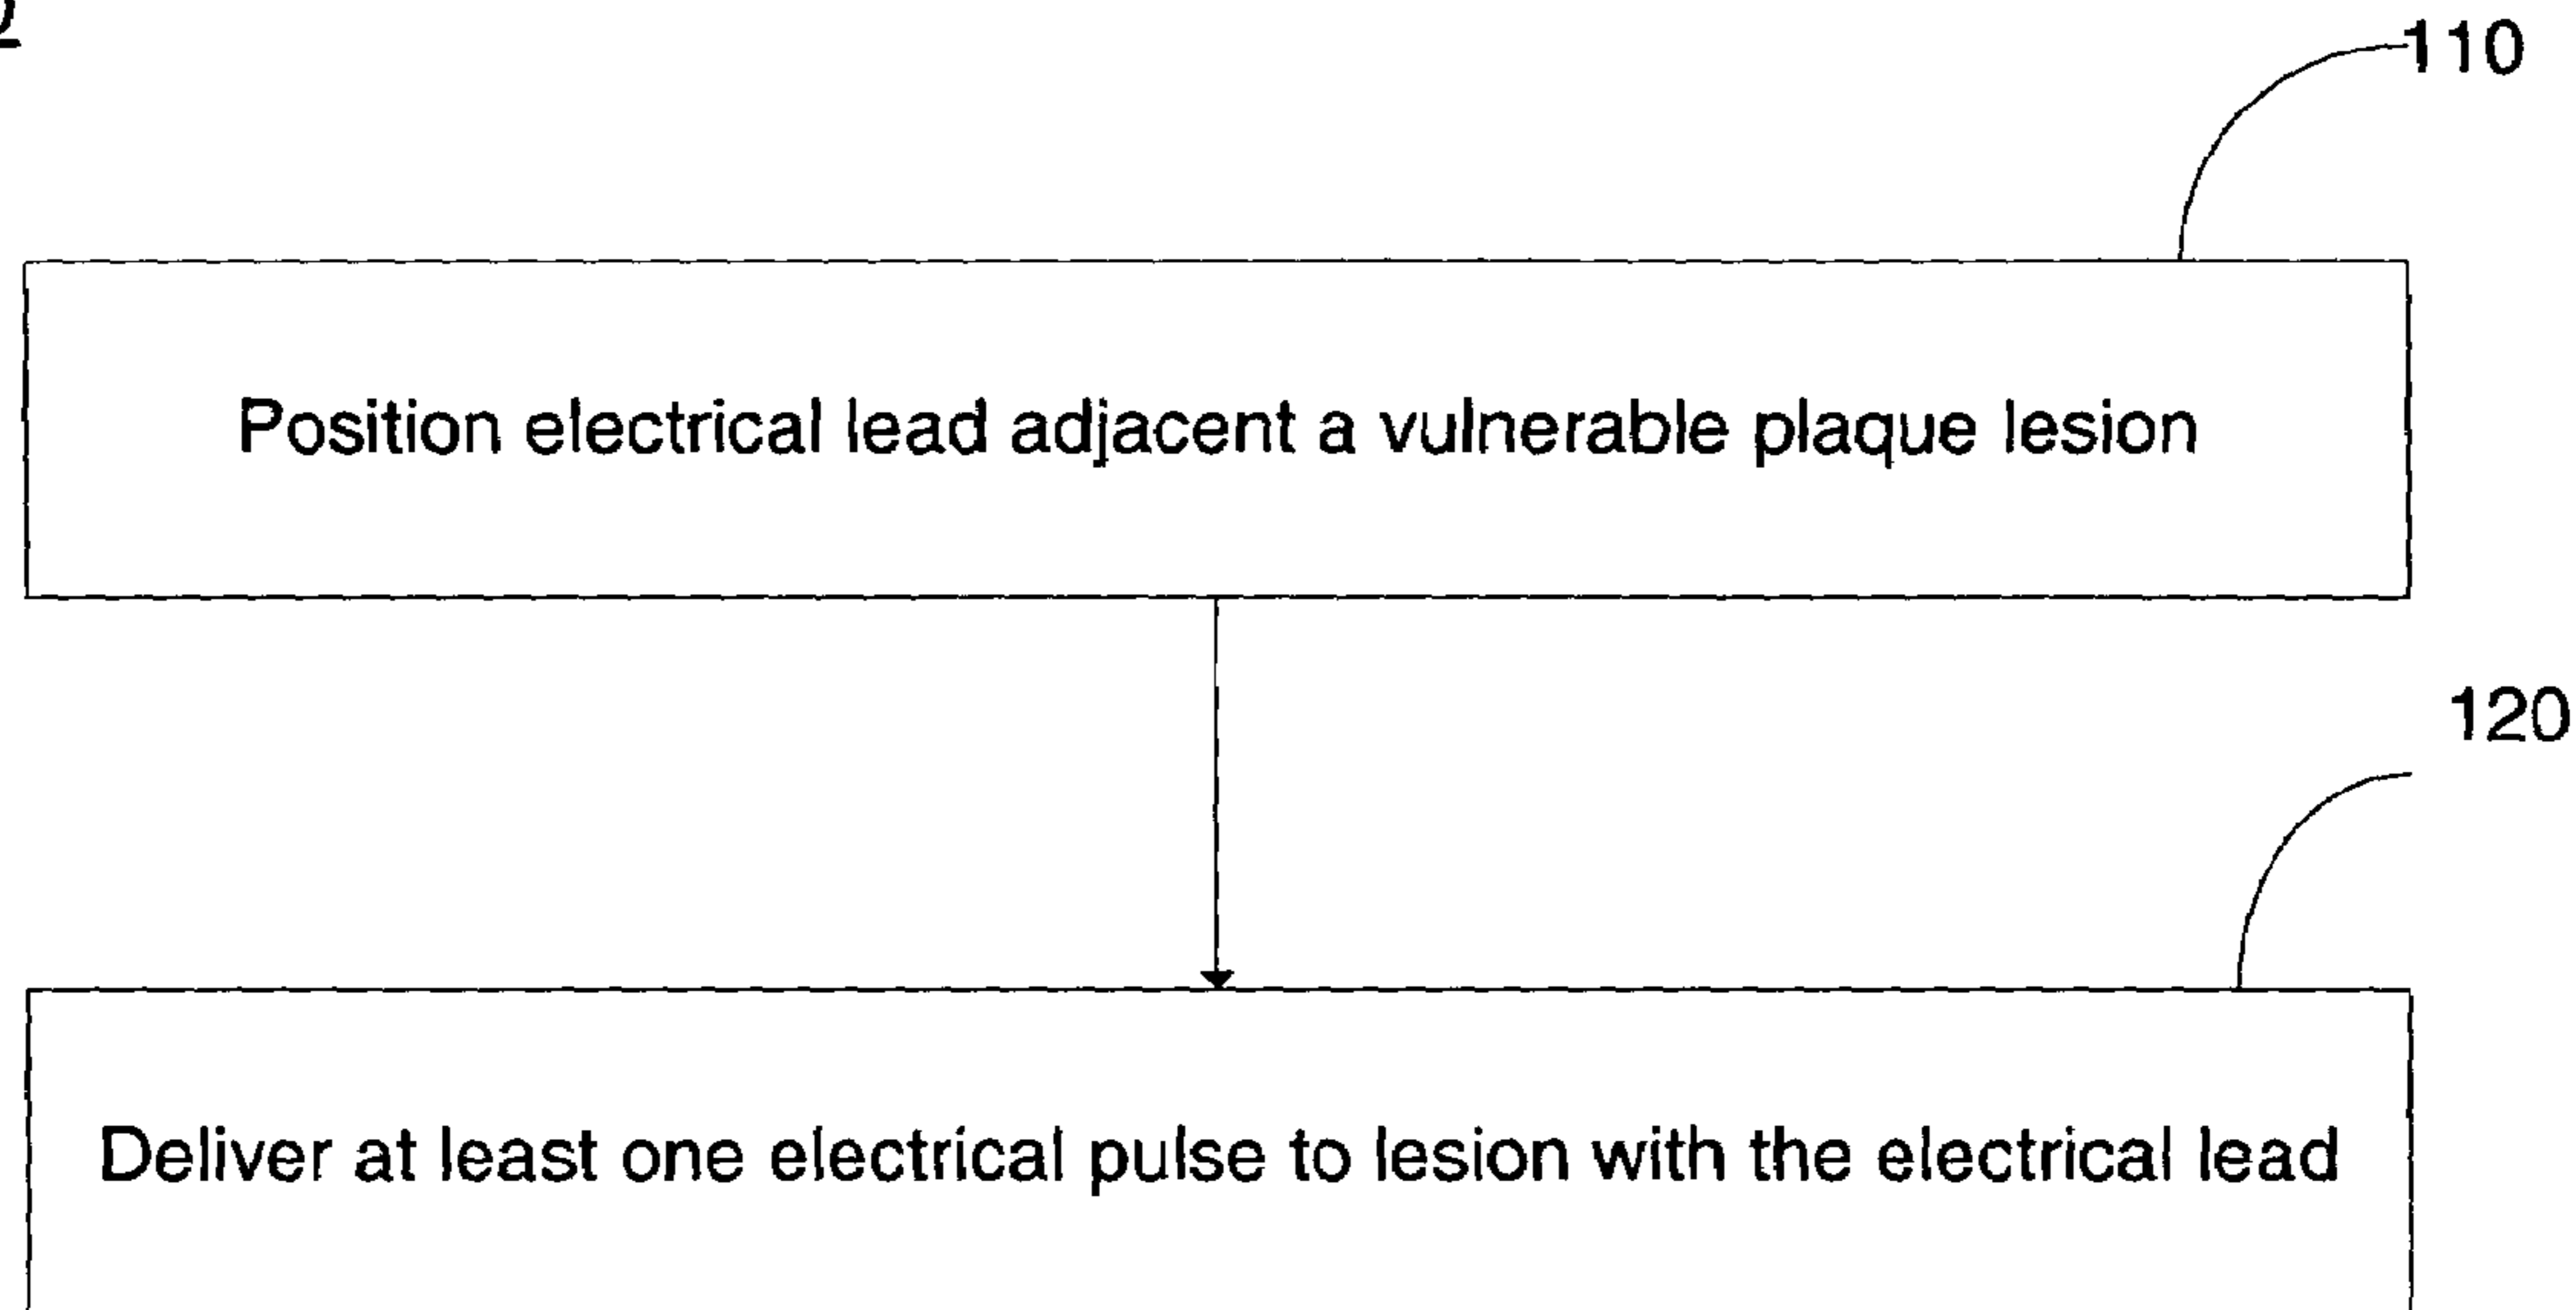 110
Position electrical lead adjacent a vulnerable plaque lesion
120
Deliver at least one electrical pulse to lesion with the electrical lead